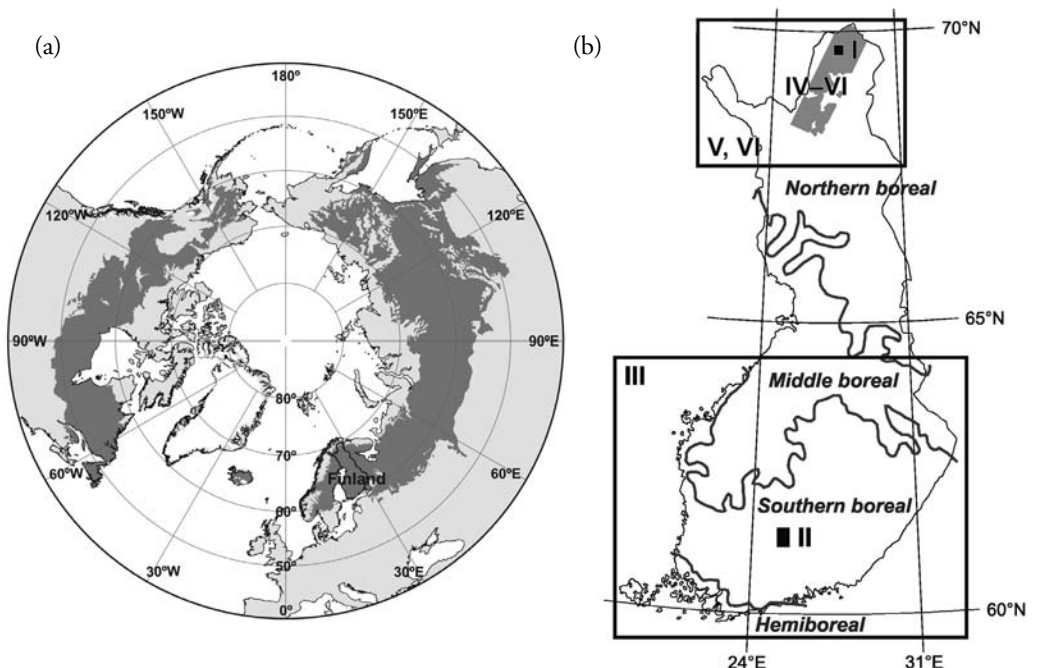 (a)
180°
150°W
150°E
120°W
120°E
90°W
90°E
80°
60°W
70°
60°E
Finland
60°
30°W
50°
30°E
0°
(b)
70°N
I
IV–VI
V, VI
Northern boreal
65°N
III
Middle boreal
Southern boreal
II
60°N
Hemiboreal
24°E
31°E